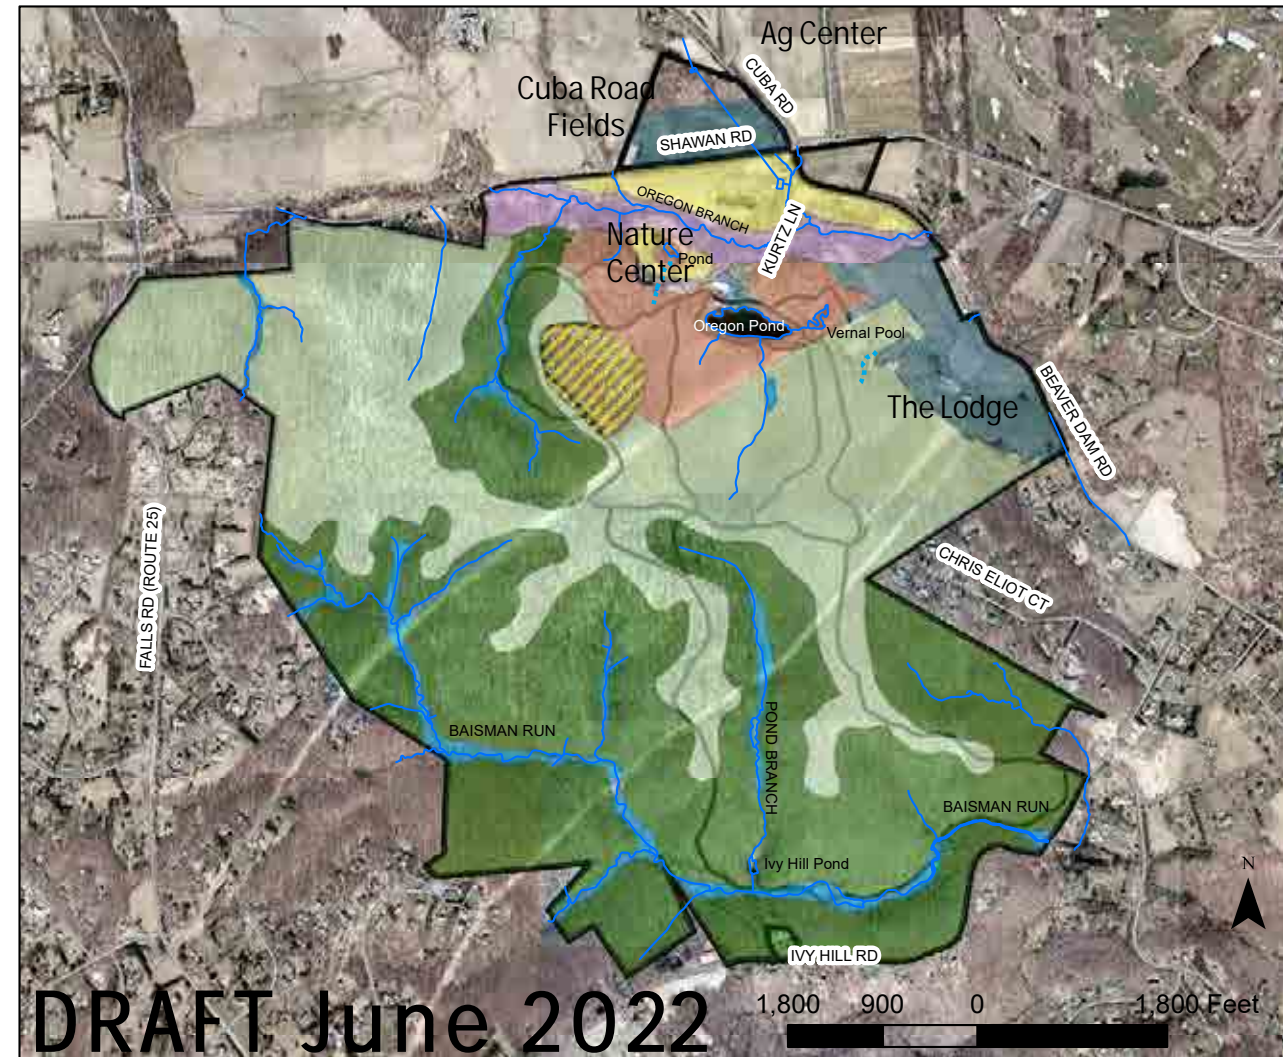 Ag Center
CUBA RD
Cuba Road
Fields
SHAWAN RD
OREGON BRANCH
KURTZ LN
Nature
Center
Pond
Oregon Pond
Vernal Pool
The Lodge
BEAVER DAM RD
FALLS RD (ROUTE 25)
CHRIS ELIOT CT
BAISMAN RUN
POND BRANCH
BAISMAN RUN
Ivy Hill Pond
N
IVY HILL RD
DRAFT June 2022
1,800 900 0 1,800 Feet